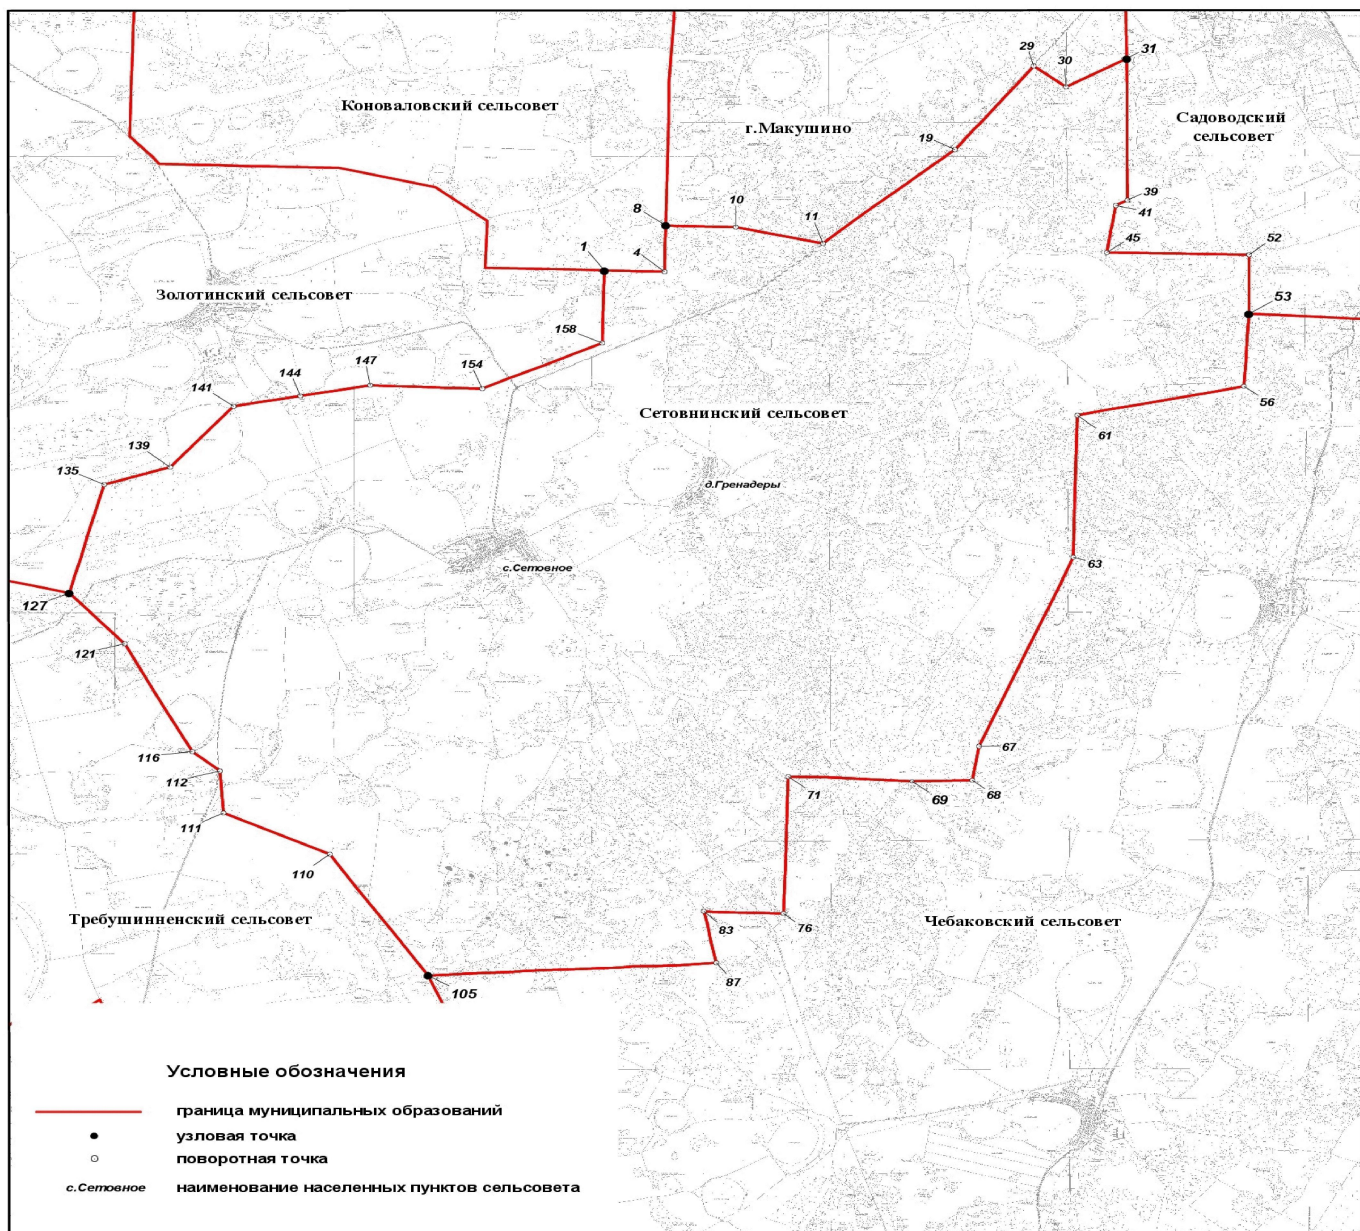 29
30
31
Коноваловский сельсовет
г.Макушино
Садоводский
сельсовет
19
39
41
8
10
11
45
52
1
4
Золотинский сельсовет
53
158
147
154
144
141
56
Сетовнинский сельсовет
61
139
135
д.Гренадеры
с.Сетовное
63
127
121
116
67
112
71
69
68
111
110
Требушинненский сельсовет
83
76
Чебаковский сельсовет
87
105
Условные обозначения
граница муниципальных образований
узловая точка
поворотная точка
с.Сетовное наименование населенных пунктов сельсовета